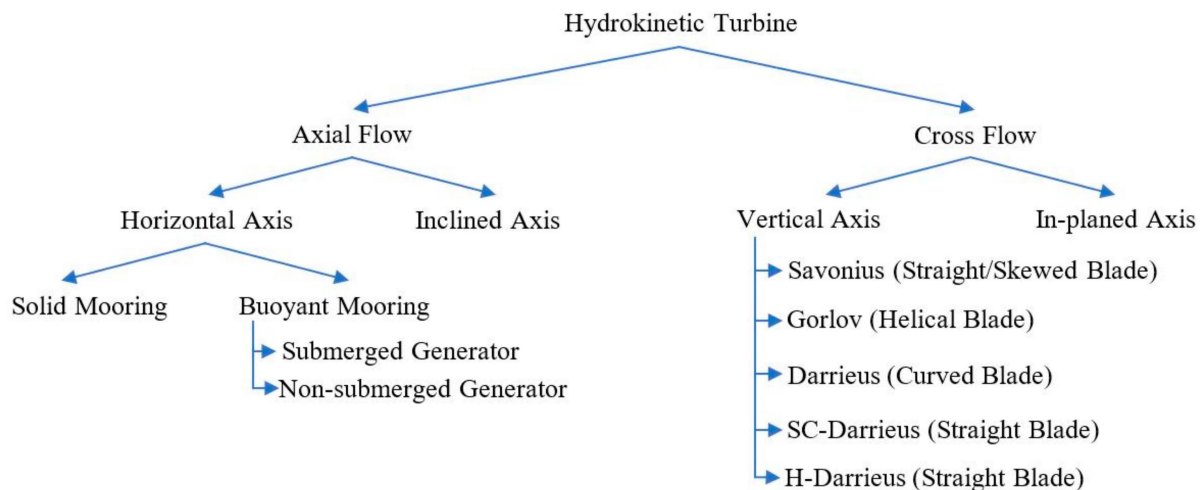 Hydrokinetic Turbine
Axial Flow
Cross Flow
Horizontal Axis
Inclined Axis
Vertical Axis
In-planed Axis
Solid Mooring
Buoyant Mooring
Submerged Generator
Non-submerged Generator
Savonius (Straight/Skewed Blade)
Gorlov (Helical Blade)
Darrieus (Curved Blade)
SC-Darrieus (Straight Blade)
H-Darrieus (Straight Blade)